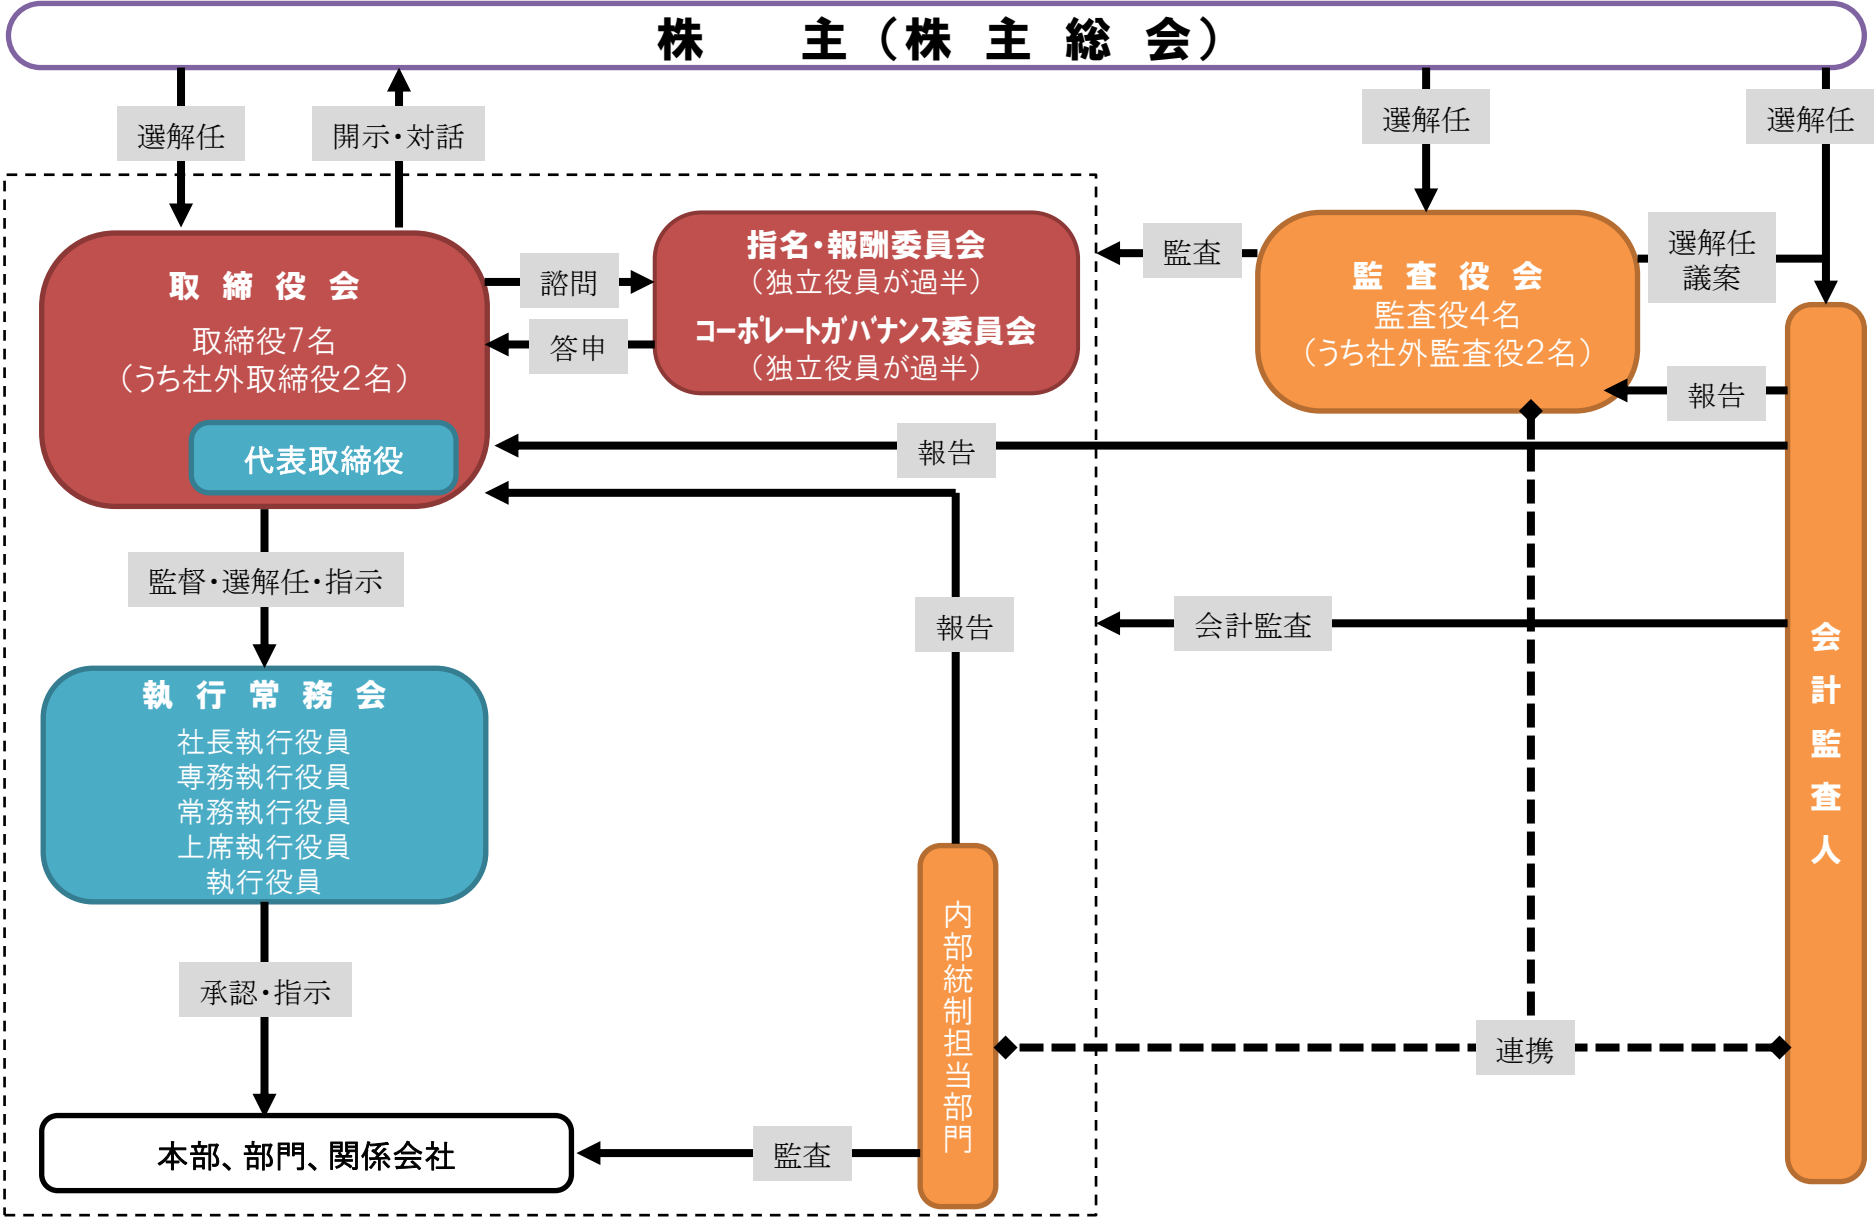 株　主（株 主 総 会）
選解任
開示・対話
選解任
選解任
取 締 役 会
取締役7名
（うち社外取締役2名）
代表取締役
諮問
答申
指名・報酬委員会
（独立役員が過半）
ｺｰﾎﾟﾚｰﾄｶﾞﾊﾞﾅﾝｽ委員会
（独立役員が過半）
監査
監 査 役 会
監査役4名
（うち社外監査役2名）
選解任
議案
報告
報告
監督・選解任・指示
報告
会計監査
会計監査人
執 行 常 務 会
社長執行役員
専務執行役員
常務執行役員
上席執行役員
執行役員
承認・指示
内部統制担当部門
連携
監査
本部、部門、関係会社